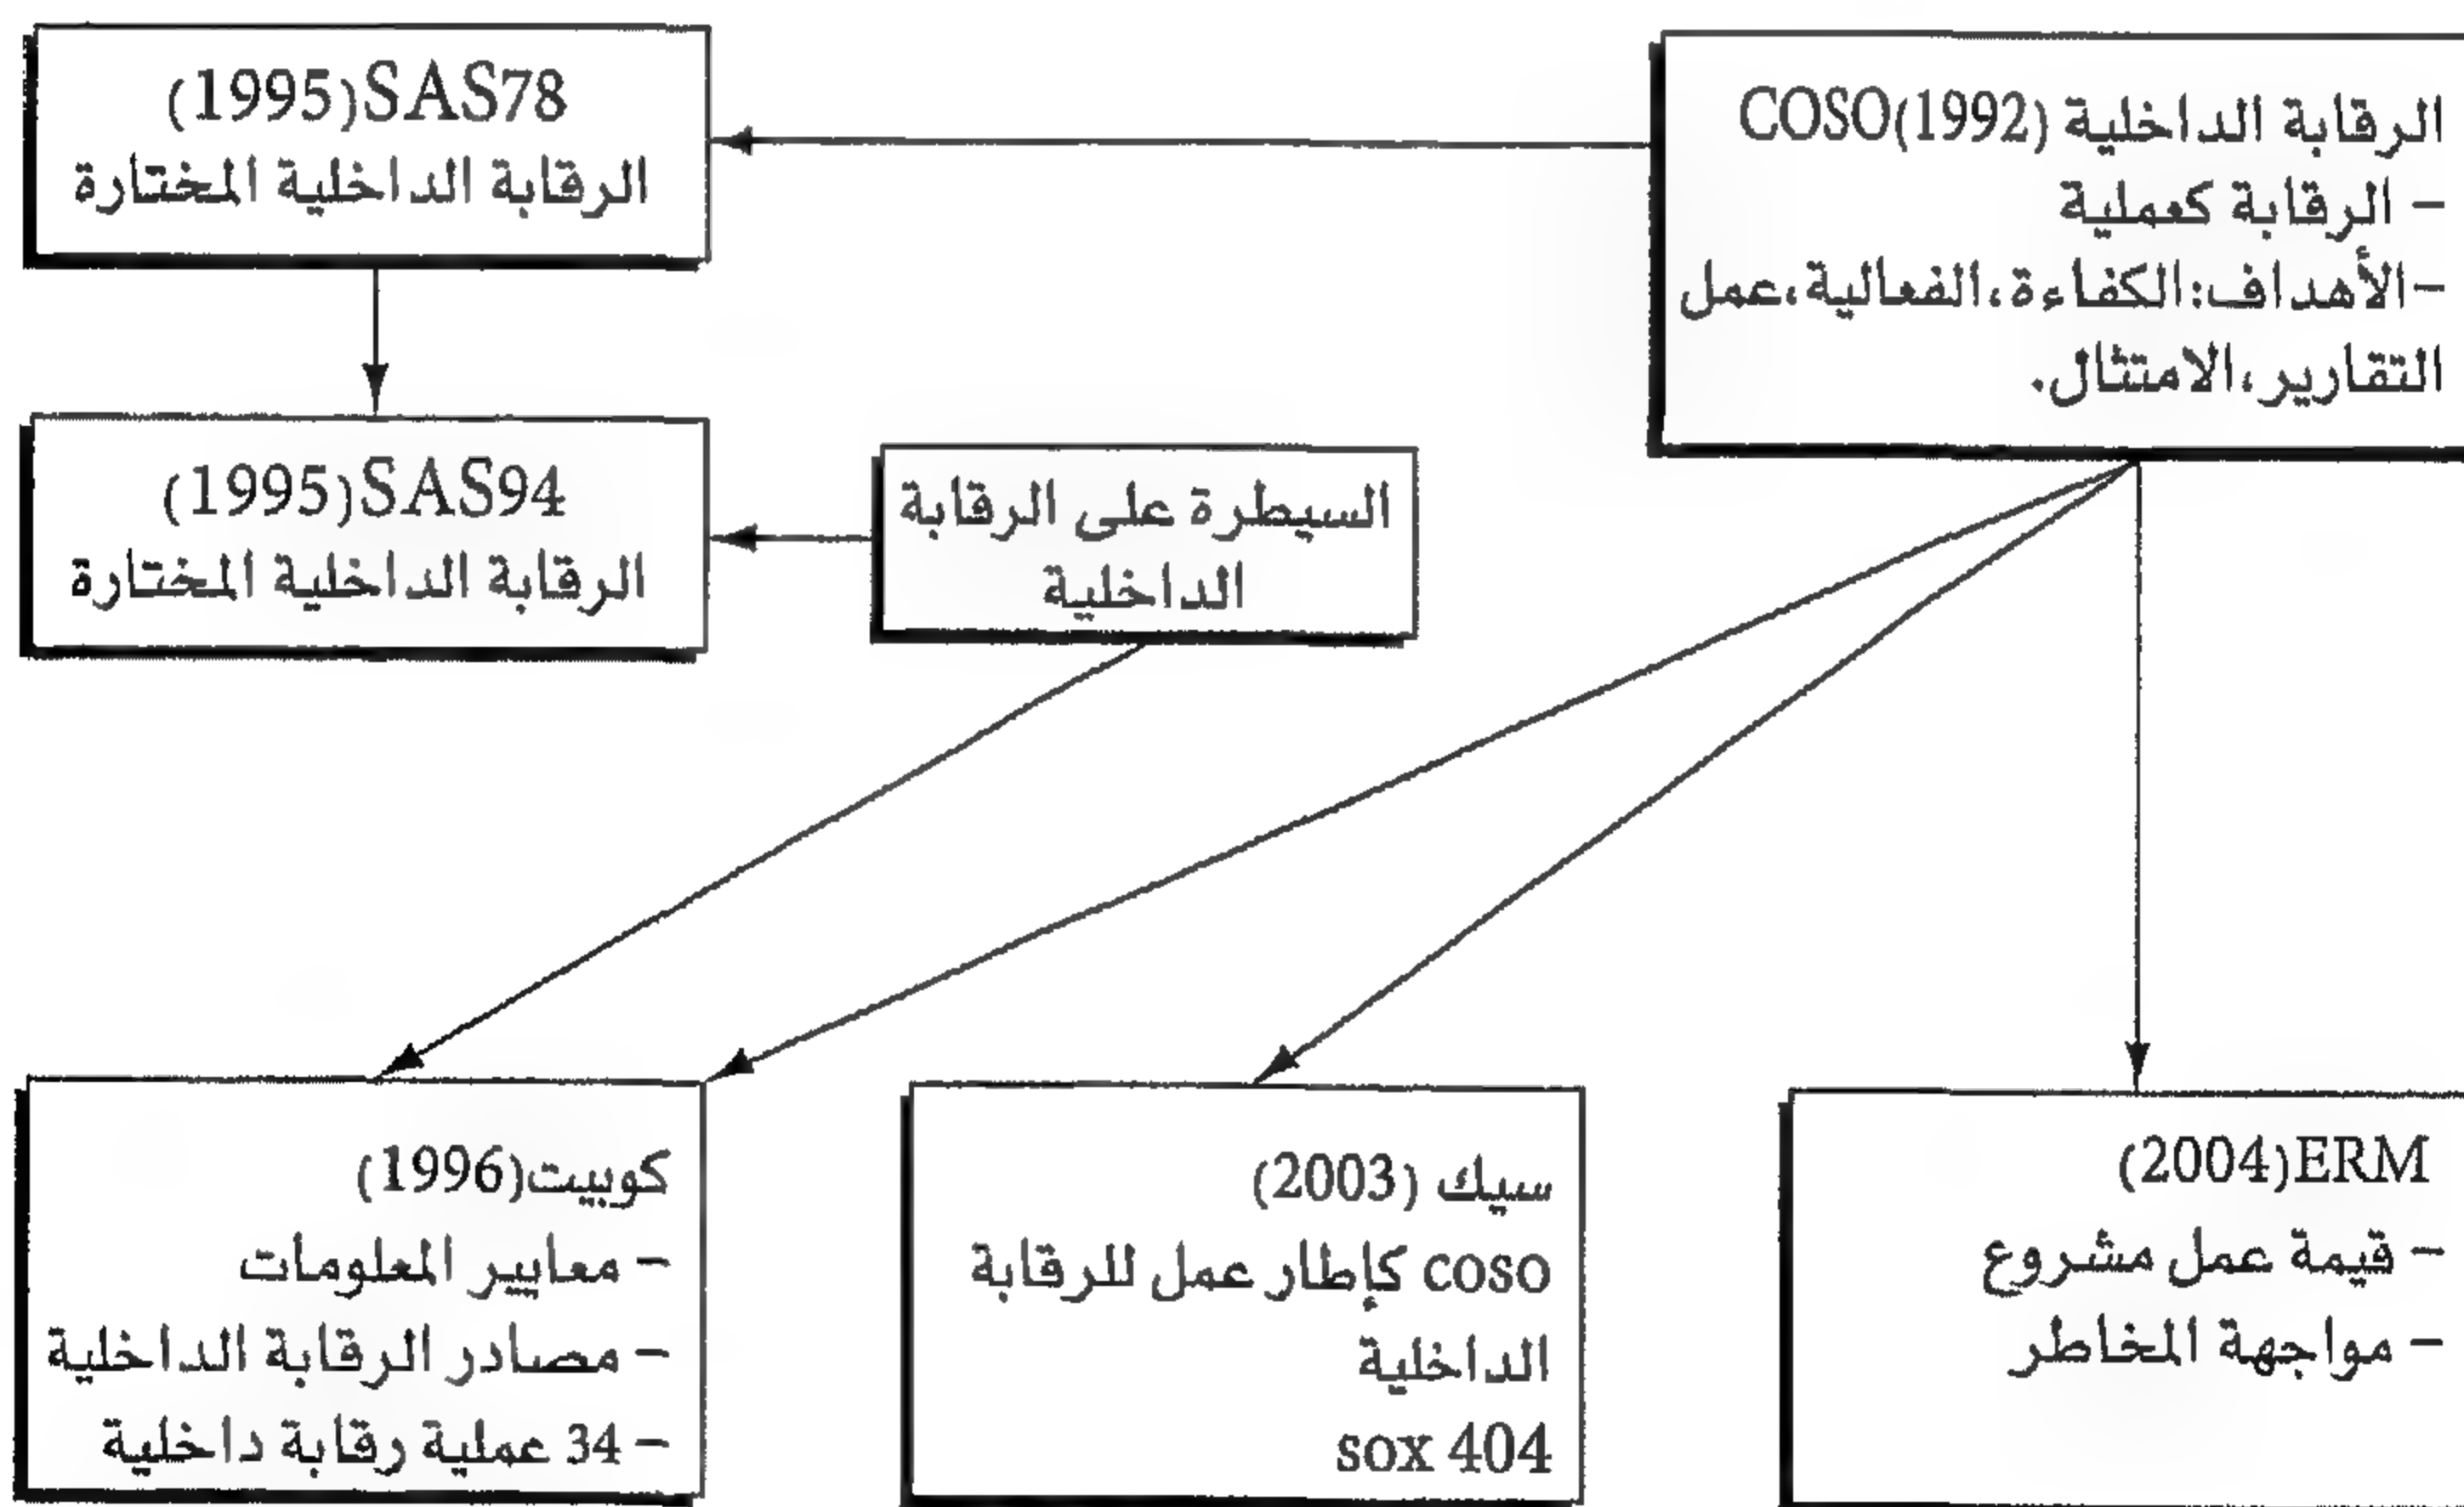 الرقابة الداخلية COSO(1992)
- الرقابة كعملية
-الأهداف:الكفاءة،الفعالية،عمل
التقارير،الامتثال.
SAS78(1995)
الرقابة الداخلية المختارة
السيطرة على الرقابة
الداخلية
SAS94(1995)
الرقابة الداخلية المختارة
ERM(2004)
- قيمة عمل مشروع
- مواجهة المخاطر
سيك (2003)
coso كإطار عمل للرقابة
الداخلية
sox 404
كوبيت(1996)
- معايير المعلومات
- مصادر الرقابة الداخلية
- 34 عملية رقابة داخلية